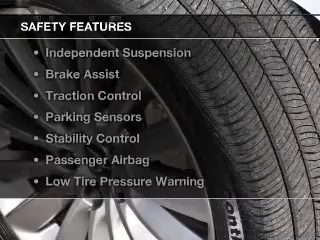 SAFETY FEATURES
• Independent Suspension
• Brake Assist
• Traction Control
• Parking Sensors
• Stability Control
• Passenger Airbag
• Low Tire Pressure Warning